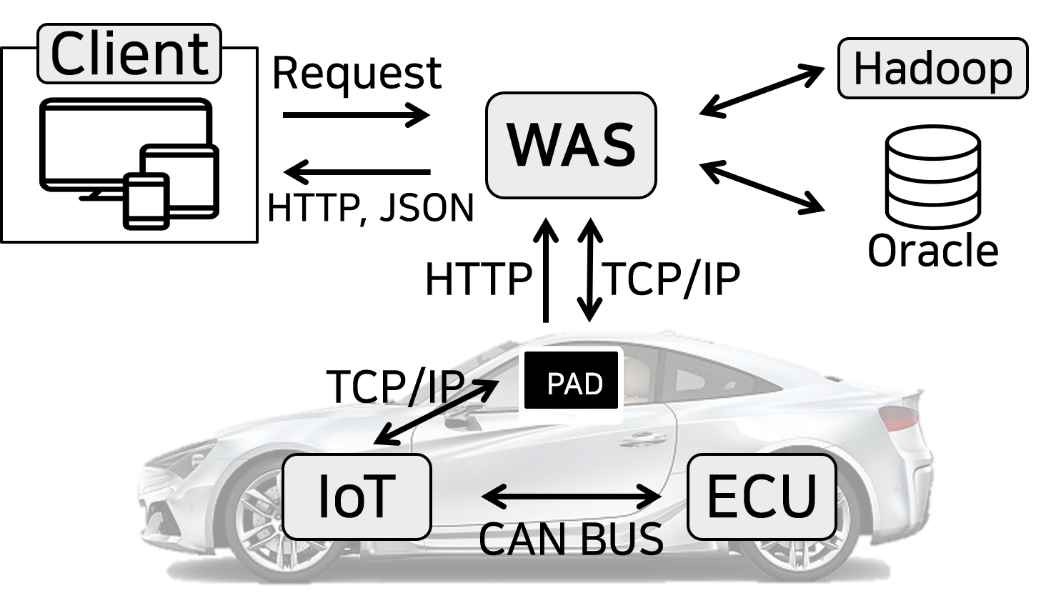 Client
Request
HTTP, JSON
WAS
Hadoop
Oracle
HTTP
TCP/IP
PAD
TCP/IP
IoT
CAN BUS
ECU